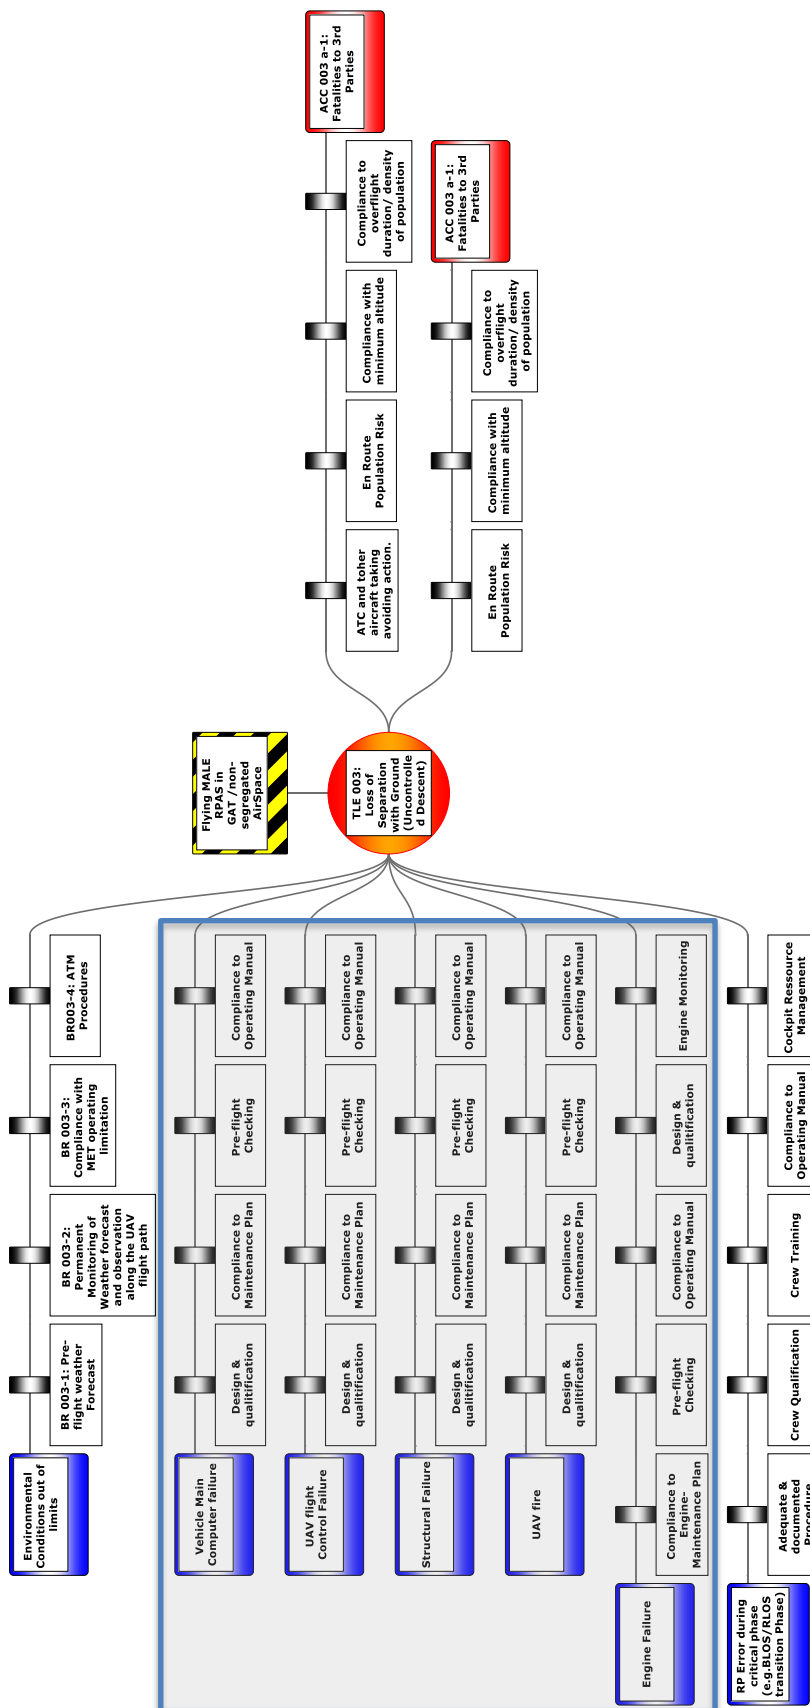 Environmental
Conditions out of
limits
BR 003-1: Pre-
flight weather
Forecast
BR 003-2:
Permanent
Monitoring of
Weather forecast
and observation
along the UAV
flight path
BR 003-3:
Compliance with
MET operating
limitation
BR003-4: ATM
Procedures
Vehicle Main
Computer failure
Design &
qualitification
Compliance to
Maintenance Plan
Pre-flight
Checking
Compliance to
Operating Manual
UAV flight
Control Failure
Design &
qualitification
Compliance to
Maintenance Plan
Pre-flight
Checking
Compliance to
Operating Manual
Structural Failure
Design &
qualitification
Compliance to
Maintenance Plan
Pre-flight
Checking
Compliance to
Operating Manual
UAV fire
Design &
qualitification
Compliance to
Maintenance Plan
Pre-flight
Checking
Compliance to
Operating Manual
Engine Failure
Compliance to
Engine-
Maintenance Plan
Pre-flight
Checking
Compliance to
Operating Manual
Design &
qualitification
Engine Monitoring
RP Error during
critical phase
(e.g.BLOS/RLOS
transition Phase)
Adequate &
documented
Procedure
Crew Qualification
Crew Training
Compliance to
Operating Manual
Cockpit Ressource
Management
Flying MALE
RPAS in
GAT /non-
segregated
AirSpace
TLE 003:
Loss of
Separation
with Ground
(Uncontrolle
d Descent)
ATC and toher
aircraft taking
avoiding action.
En Route
Population Risk
Compliance with
minimum altitude
Compliance to
overflight
duration/ density
of population
ACC 003 a-1:
Fatalities to 3rd
Parties
En Route
Population Risk
Compliance with
minimum altitude
Compliance to
overflight
duration/ density
of population
ACC 003 a-1:
Fatalities to 3rd
Parties